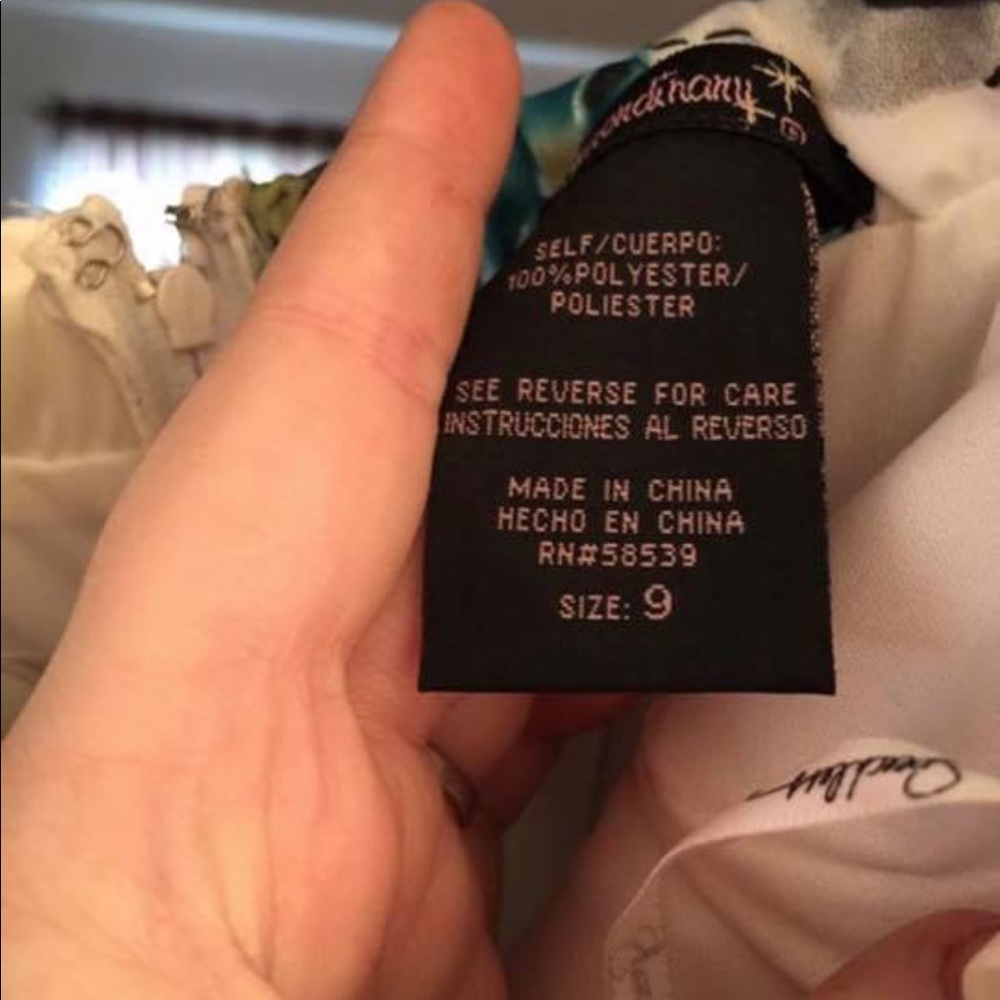 SELF/CUERPO:
100%POLYESTER/
POLIESTER
SEE REVERSE FOR CARE
INSTRUCCIONES AL REVERSO
MADE IN CHINA
HECHO EN CHINA
RN#58539
SIZE: 9